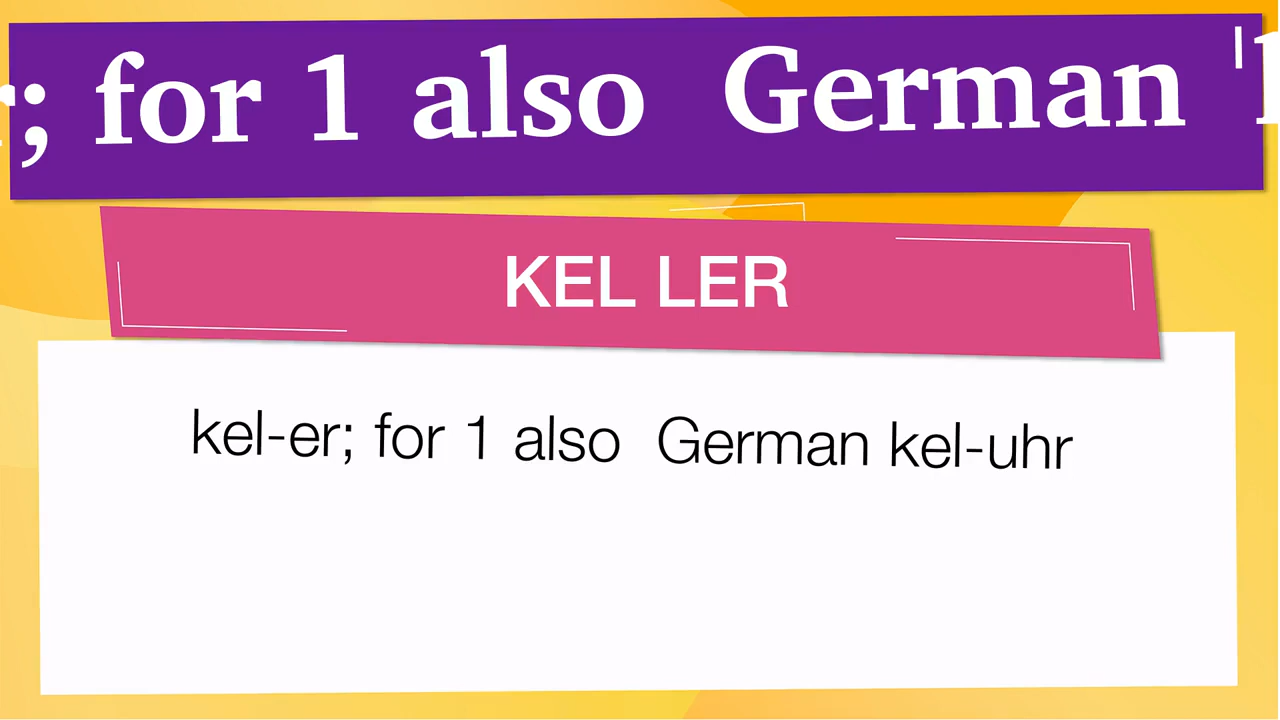 r; for 1 also German ˈ
KEL LER
kel-er; for 1 also German kel-uhr